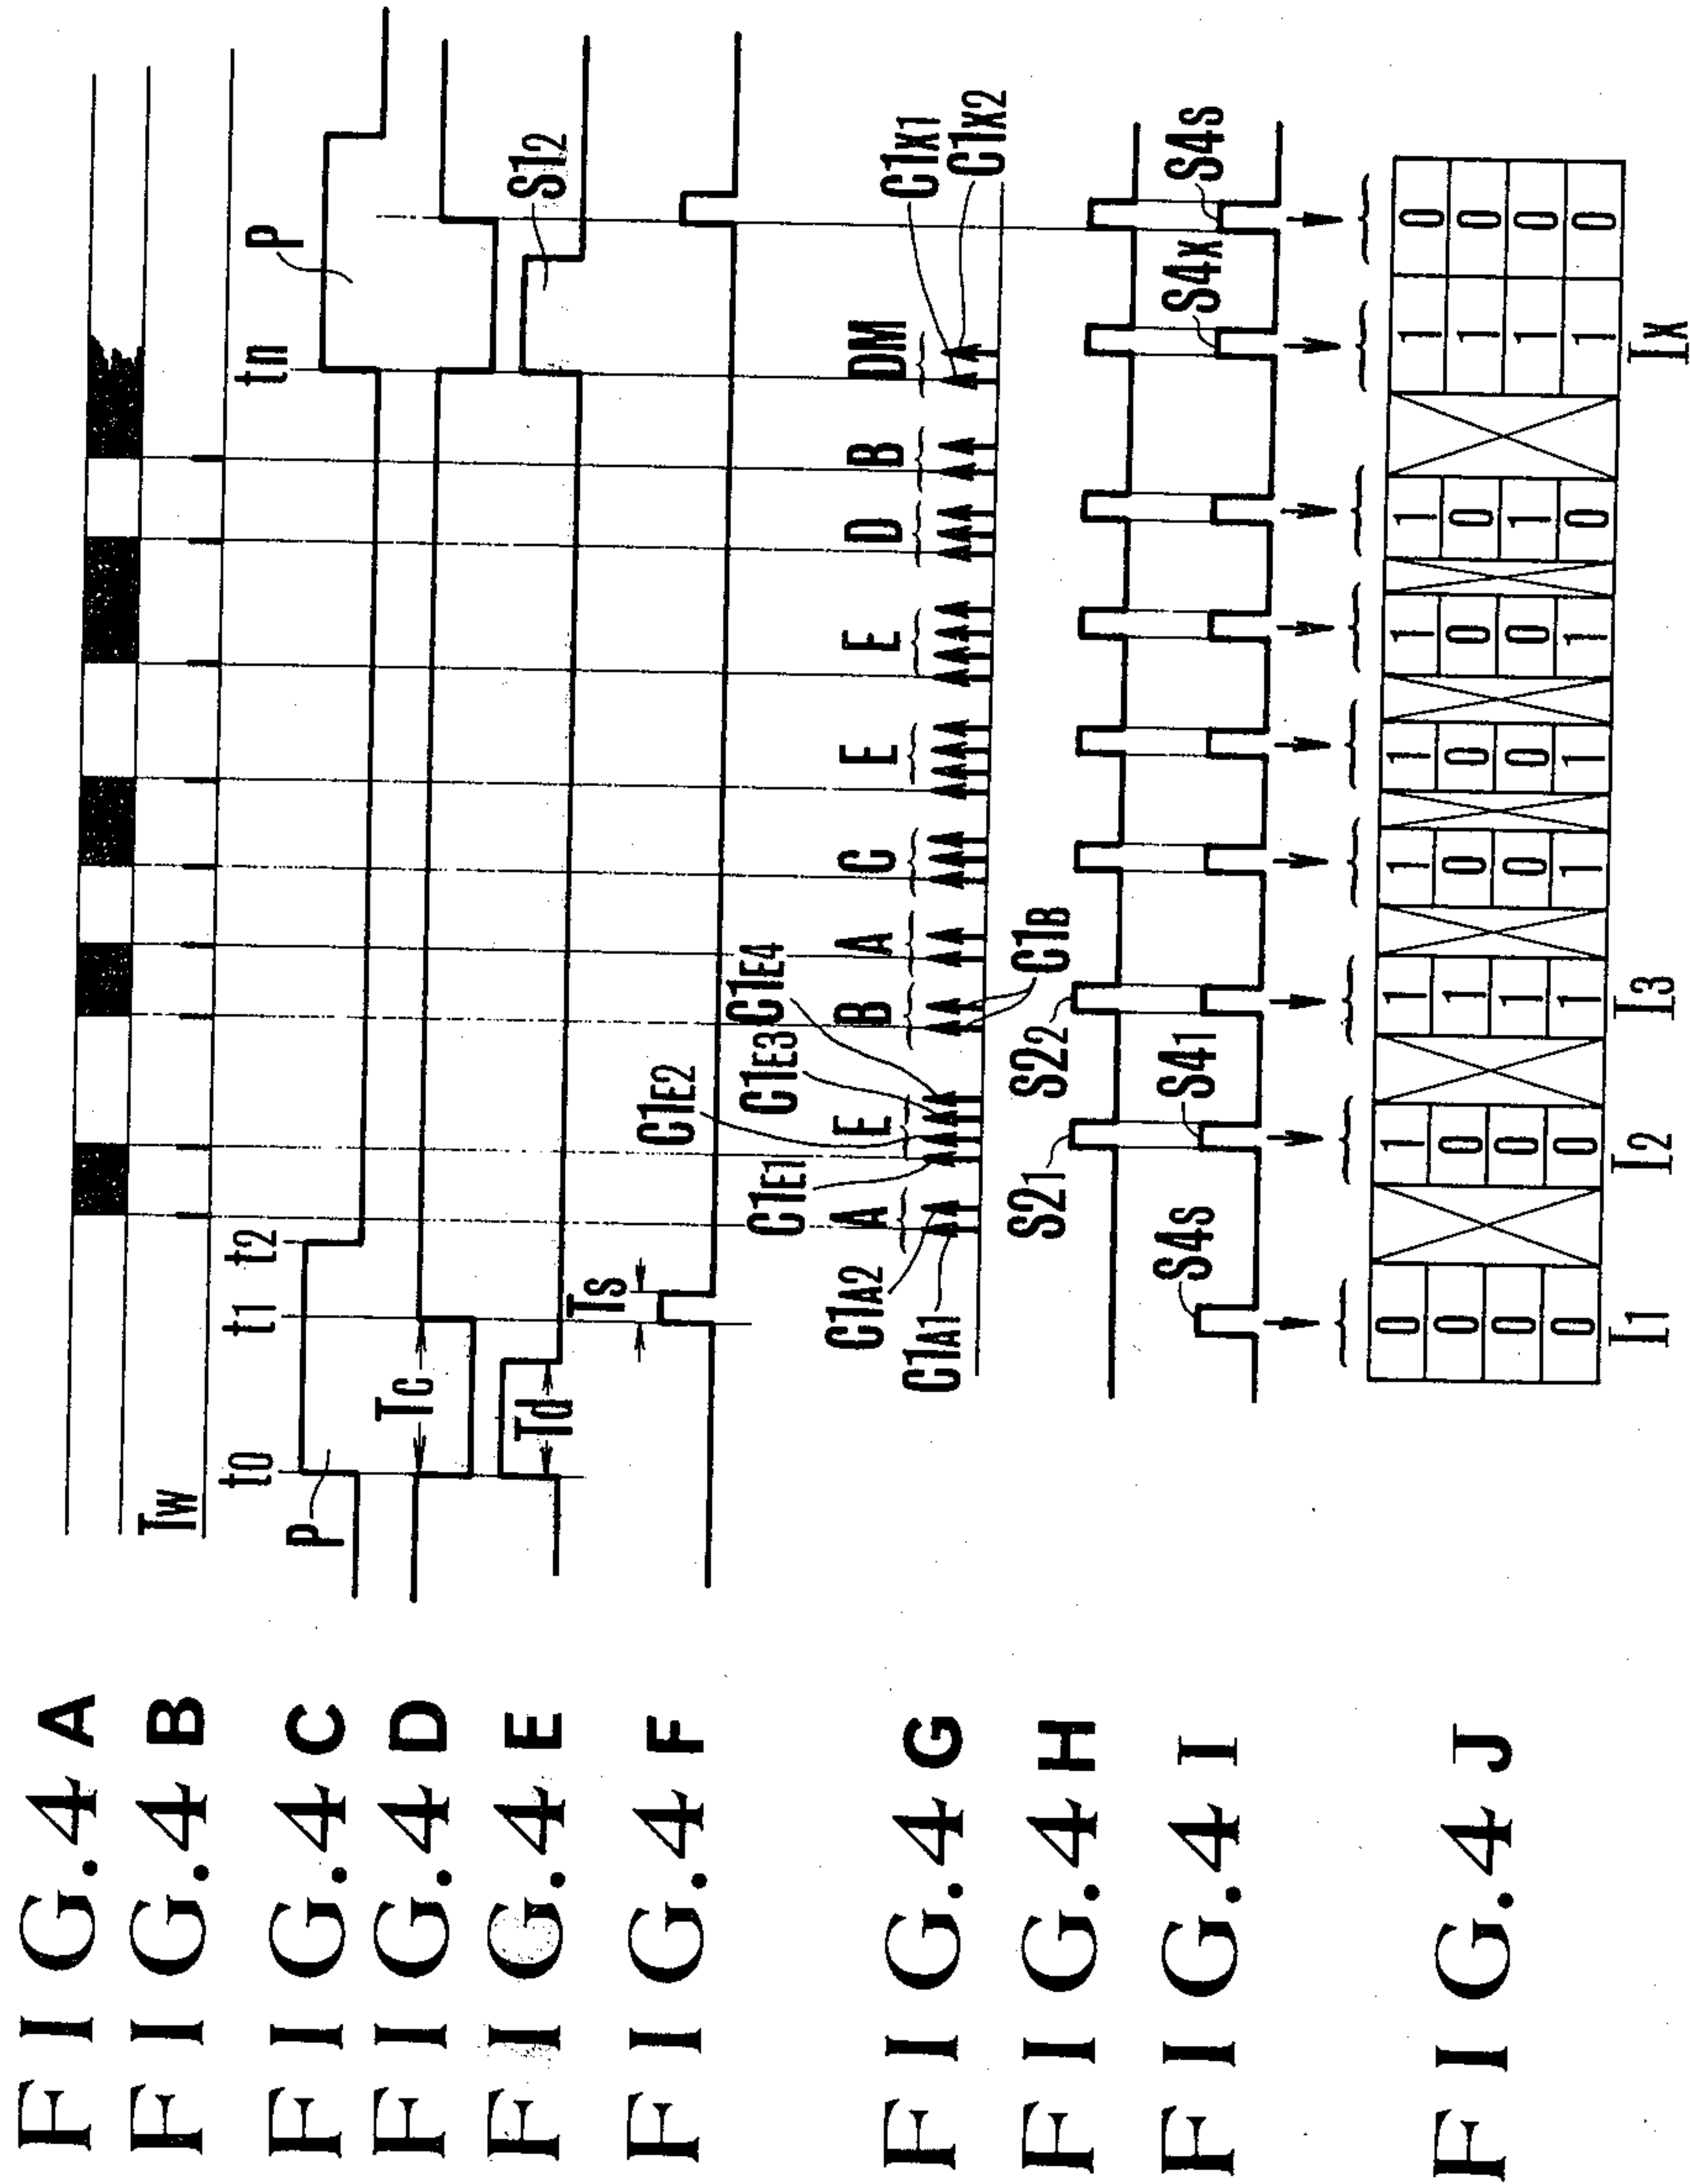 FIG.4A
FIG.4B
Tw
FIG.4C
P
t0
t1
t2
tn
P
FIG.4D
Tc
FIG.4E
Td
S12
FIG.4F
Ts
FIG.4G
C1A1
C1A2
A
C1E1
C1E2
C1E3
C1E4
E
B
C1B
A
C
E
E
D
B
DM
C1X1
C1X2
FIG.4H
S21
S22
FIG.4I
S4S
S41
S4X
S4S
FIG.4J
0 1 1 1 1 1 1 1 0
0 0 1 0 0 0 0 1 0
0 0 1 0 0 0 1 1 0
0 0 1 1 1 1 0 1 0
I1 I2 I3 IX